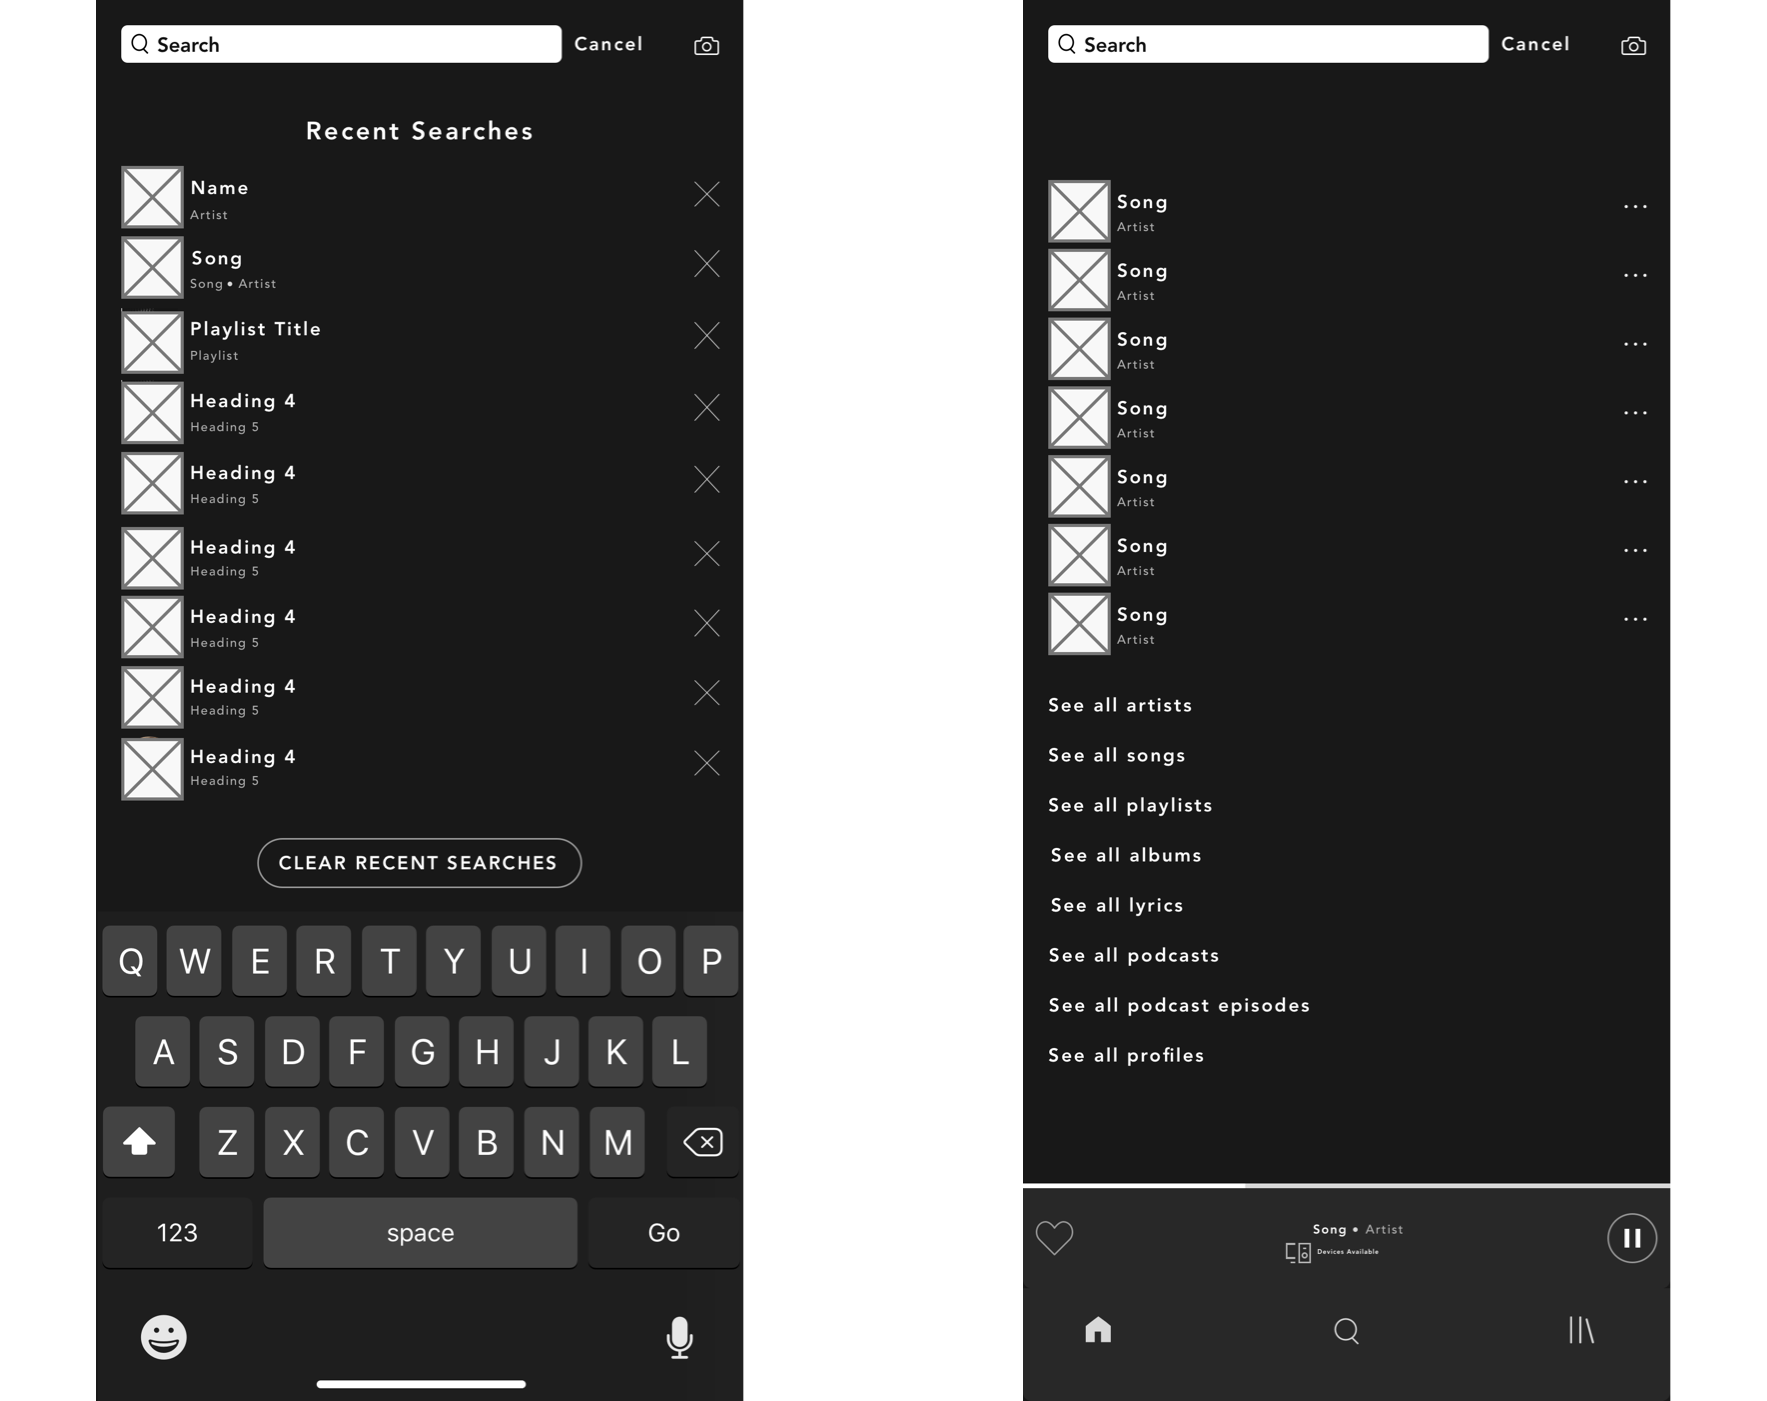 Search Cancel
Recent Searches
Name
Artist
Song
Song • Artist
Playlist Title
Playlist
Heading 4
Heading 5
Heading 4
Heading 5
Heading 4
Heading 5
Heading 4
Heading 5
Heading 4
Heading 5
Heading 4
Heading 5
CLEAR RECENT SEARCHES
Q W E R T Y U I O P
A S D F G H J K L
Z X C V B N M
123 space Go
Search Cancel
Song
Artist
Song
Artist
Song
Artist
Song
Artist
Song
Artist
Song
Artist
Song
Artist
See all artists
See all songs
See all playlists
See all albums
See all lyrics
See all podcasts
See all podcast episodes
See all profiles
Song • Artist
Devices Available